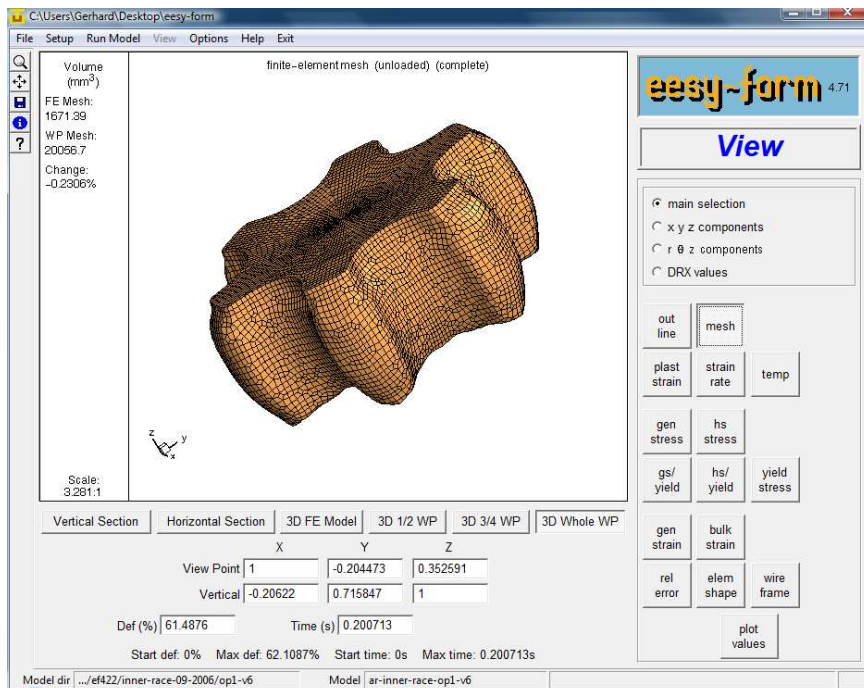 C:\Users\Gerhard\Desktop\eesy-form
File Setup Run Model View Options Help Exit
Volume
(mm³)
FE Mesh:
1671.39
WP Mesh:
20056.7
Change:
-0.2306%
Scale:
3.281:1
finite-element mesh (unloaded) (complete)
z
y
x
eesy-form 4.71
View
main selection
x y z components
r θ z components
DRX values
out line
mesh
plast strain
strain rate
temp
gen stress
hs stress
gs/ yield
hs/ yield
yield stress
gen strain
bulk strain
rel error
elem shape
wire frame
plot values
Vertical Section Horizontal Section 3D FE Model 3D 1/2 WP 3D 3/4 WP 3D Whole WP
X Y Z
View Point 1 -0.204473 0.352591
Vertical -0.20622 0.715847 1
Def (%) 61.4876 Time (s) 0.200713
Start def: 0% Max def: 62.1087% Start time: 0s Max time: 0.200713s
Model dir .../ef422/inner-race-09-2006/op1-v6 Model ar-inner-race-op1-v6